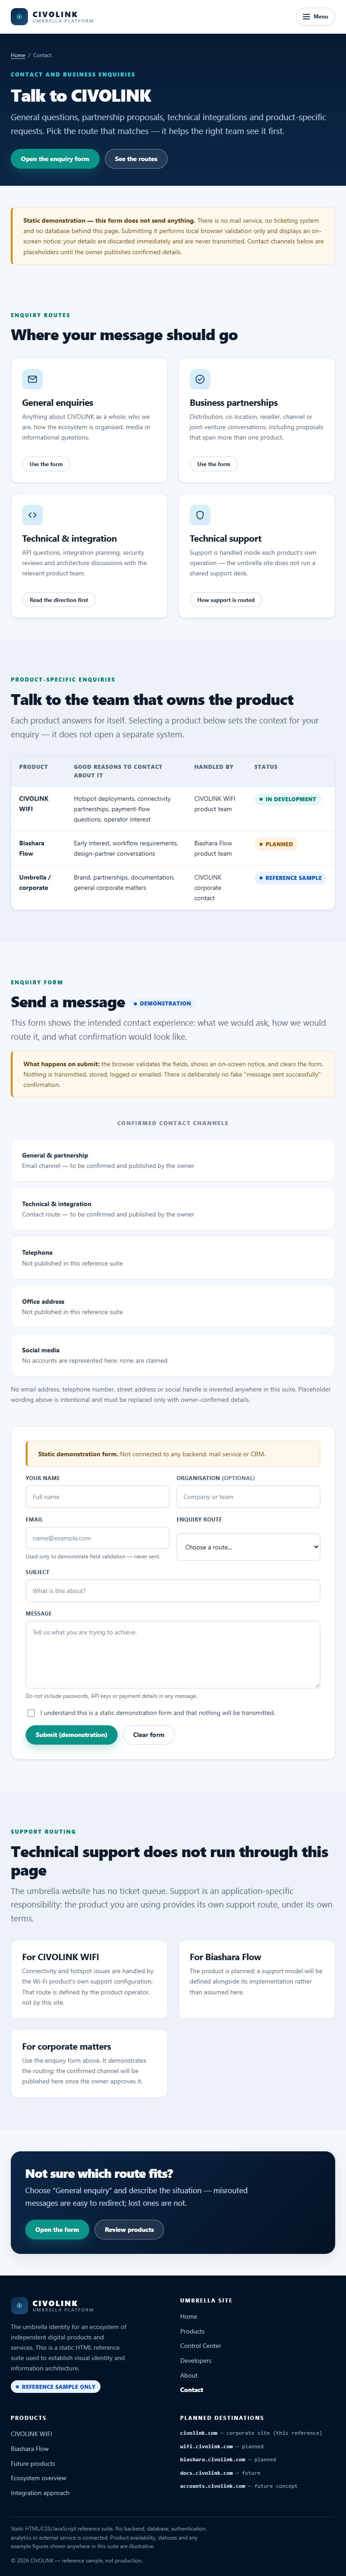 CIVOLINK
UMBRELLA PLATFORM
Menu
Home / Contact
CONTACT AND BUSINESS ENQUIRIES
Talk to CIVOLINK
General questions, partnership proposals, technical integrations and product-specific
requests. Pick the route that matches — it helps the right team see it first.
Open the enquiry form
See the routes
Static demonstration — this form does not send anything. There is no mail service, no ticketing system
and no database behind this page. Submitting it performs local browser validation only and displays an on-
screen notice; your details are discarded immediately and are never transmitted. Contact channels below are
placeholders until the owner publishes confirmed details.
ENQUIRY ROUTES
Where your message should go
General enquiries
Anything about CIVOLINK as a whole: who we
are, how the ecosystem is organised, media or
informational questions.
Use the form
Business partnerships
Distribution, co-location, reseller, channel or
joint-venture conversations, including proposals
that span more than one product.
Use the form
Technical & integration
API questions, integration planning, security
reviews and architecture discussions with the
relevant product team.
Read the direction first
Technical support
Support is handled inside each product's own
operation — the umbrella site does not run a
shared support desk.
How support is routed
PRODUCT-SPECIFIC ENQUIRIES
Talk to the team that owns the product
Each product answers for itself. Selecting a product below sets the context for your
enquiry — it does not open a separate system.
PRODUCT
GOOD REASONS TO CONTACT
ABOUT IT
HANDLED BY
STATUS
CIVOLINK
WIFI
Hotspot deployments, connectivity
partnerships, payment-flow
questions, operator interest
CIVOLINK WIFI
product team
IN DEVELOPMENT
Biashara
Flow
Early interest, workflow requirements,
design-partner conversations
Biashara Flow
product team
PLANNED
Umbrella /
corporate
Brand, partnerships, documentation,
general corporate matters
CIVOLINK
corporate
contact
REFERENCE SAMPLE
ENQUIRY FORM
Send a message
DEMONSTRATION
This form shows the intended contact experience: what we would ask, how we would
route it, and what confirmation would look like.
What happens on submit: the browser validates the fields, shows an on-screen notice, and clears the form.
Nothing is transmitted, stored, logged or emailed. There is deliberately no fake "message sent successfully"
confirmation.
CONFIRMED CONTACT CHANNELS
General & partnership
Email channel — to be confirmed and published by the owner
Technical & integration
Contact route — to be confirmed and published by the owner
Telephone
Not published in this reference suite
Office address
Not published in this reference suite
Social media
No accounts are represented here; none are claimed
No email address, telephone number, street address or social handle is invented anywhere in this suite. Placeholder
wording above is intentional and must be replaced only with owner-confirmed details.
Static demonstration form. Not connected to any backend, mail service or CRM.
YOUR NAME
Full name
ORGANISATION (OPTIONAL)
Company or team
EMAIL
name@example.com
Used only to demonstrate field validation — never sent.
ENQUIRY ROUTE
Choose a route...
SUBJECT
What is this about?
MESSAGE
Tell us what you are trying to achieve.
Do not include passwords, API keys or payment details in any message.
I understand this is a static demonstration form and that nothing will be transmitted.
Submit (demonstration)
Clear form
SUPPORT ROUTING
Technical support does not run through this
page
The umbrella website has no ticket queue. Support is an application-specific
responsibility: the product you are using provides its own support route, under its own
terms.
For CIVOLINK WIFI
Connectivity and hotspot issues are handled by
the Wi-Fi product's own support configuration.
That route is defined by the product operator,
not by this site.
For Biashara Flow
The product is planned; a support model will be
defined alongside its implementation rather
than assumed here.
For corporate matters
Use the enquiry form above. It demonstrates
the routing; the confirmed channel will be
published here once the owner approves it.
Not sure which route fits?
Choose "General enquiry" and describe the situation — misrouted
messages are easy to redirect; lost ones are not.
Open the form
Review products
CIVOLINK
UMBRELLA PLATFORM
The umbrella identity for an ecosystem of
independent digital products and
services. This is a static HTML reference
suite used to establish visual identity and
information architecture.
REFERENCE SAMPLE ONLY
UMBRELLA SITE
Home
Products
Control Center
Developers
About
Contact
PRODUCTS
CIVOLINK WIFI
Biashara Flow
Future products
Ecosystem overview
Integration approach
PLANNED DESTINATIONS
civolink.com — corporate site (this reference)
wifi.civolink.com — planned
biashara.civolink.com — planned
docs.civolink.com — future
accounts.civolink.com — future concept
Static HTML/CSS/JavaScript reference suite. No backend, database, authentication,
analytics or external service is connected. Product availability, statuses and any
example figures shown anywhere in this suite are illustrative.
© 2026 CIVOLINK — reference sample, not production.